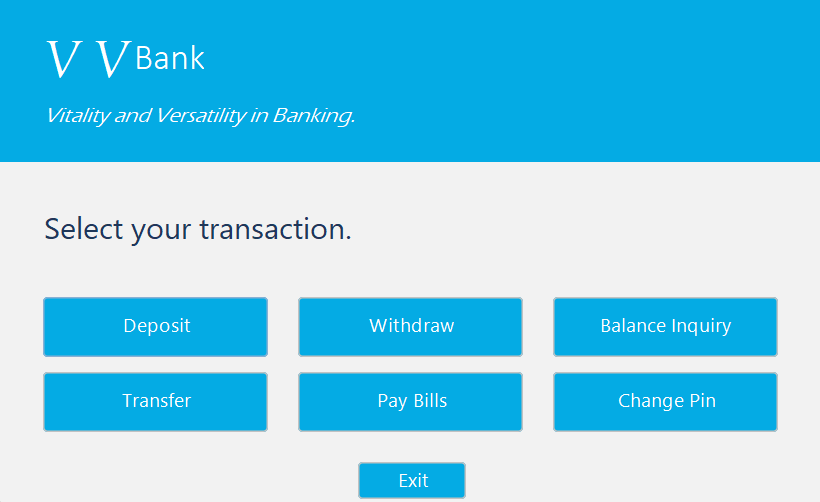 V V Bank
Vitality and Versatility in Banking.
Select your transaction.
Deposit Withdraw Balance Inquiry
Transfer Pay Bills Change Pin
Exit